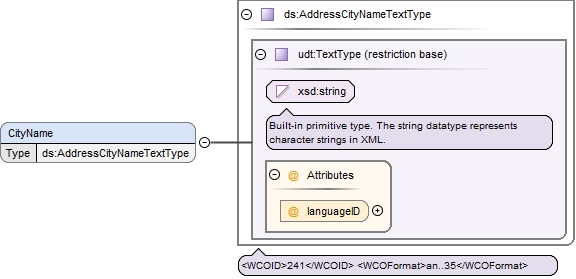 ds:AddressCityNameTextType
udt:TextType (restriction base)
xsd:string
Built-in primitive type. The string datatype represents
character strings in XML.
CityName
Type ds:AddressCityNameTextType
@ Attributes
@ languageID
<WCOID>241</WCOID> <WCOFormat>an..35</WCOFormat>